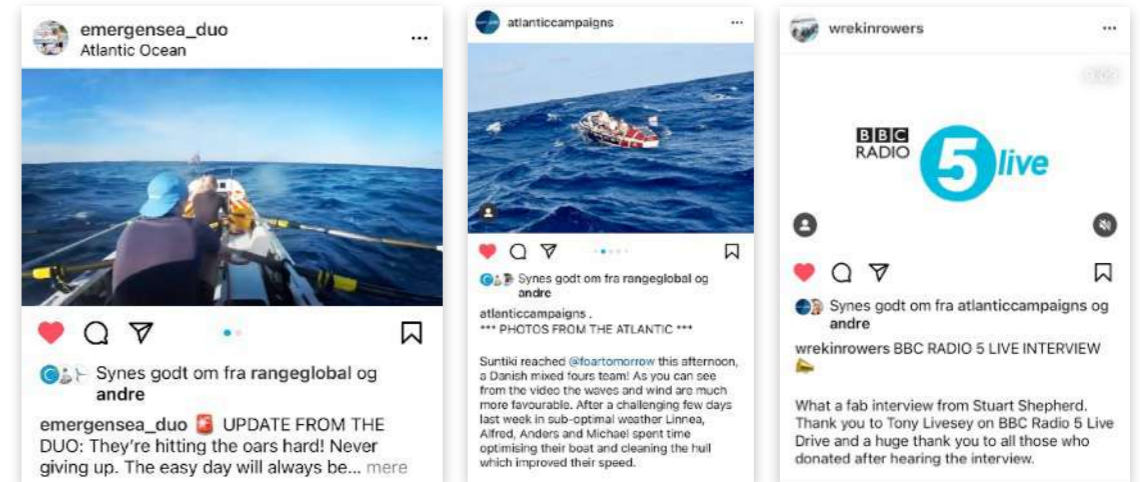 emergensea_duo
Atlantic Ocean
Synes godt om fra rangeglobal og
andre
emergensea_duo 🚨 UPDATE FROM THE
DUO: They're hitting the oars hard! Never
giving up. The easy day will always be... mere
atlanticcampaigns
Synes godt om fra rangeglobal og
andre
atlanticcampaigns .
*** PHOTOS FROM THE ATLANTIC ***
Suntiki reached @foartomorrow this afternoon,
a Danish mixed fours team! As you can see
from the video the waves and wind are much
more favourable. After a challenging few days
last week in sub-optimal weather Linnea,
Alfred, Anders and Michael spent time
optimising their boat and cleaning the hull
which improved their speed.
wrekinrowers
BBC
RADIO
5 live
Synes godt om fra atlanticcampaigns og
andre
wrekinrowers BBC RADIO 5 LIVE INTERVIEW
📣
What a fab interview from Stuart Shepherd.
Thank you to Tony Livesey on BBC Radio 5 Live
Drive and a huge thank you to all those who
donated after hearing the interview.